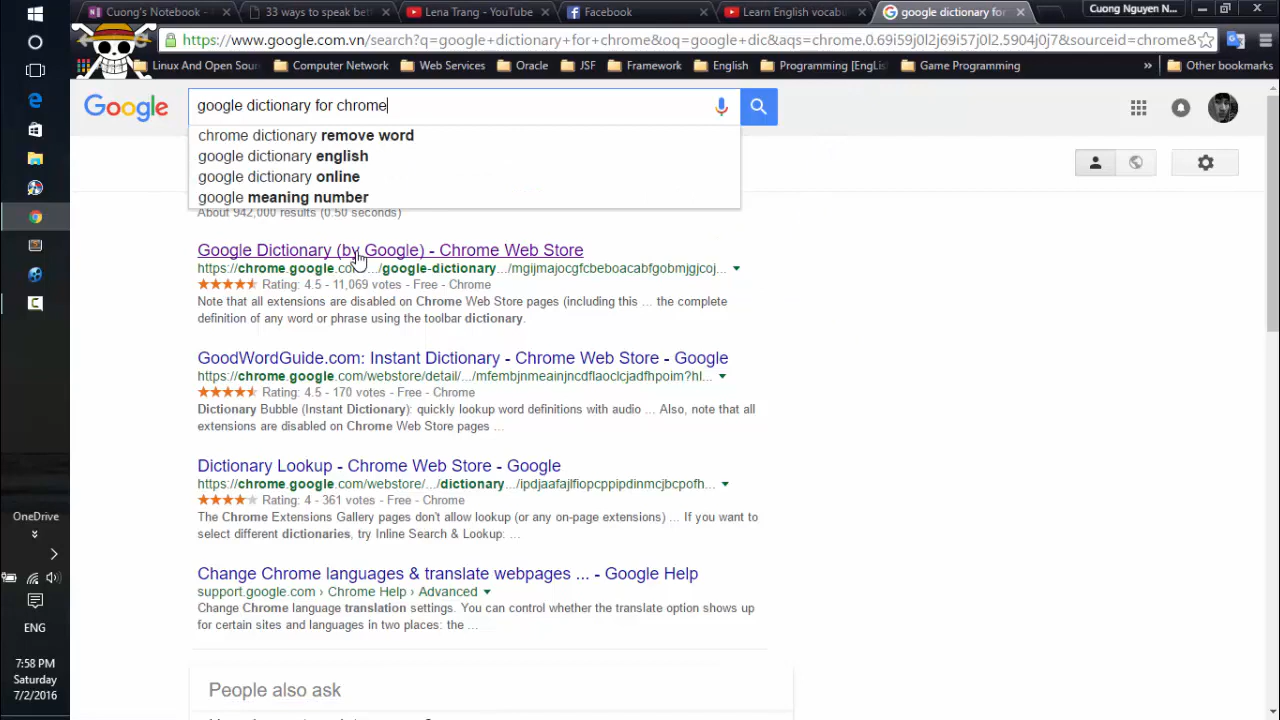 Cuong's Notebook -
33 ways to speak bett
Lena Trang - YouTube
Facebook
Learn English vocab
google dictionary for
Cuong Nguyen N...
https://www.google.com.vn/search?q=google+dictionary+for+chrome&oq=google+dic&aqs=chrome.0.69i59j0l2j69i57j0l2.5904j0j7&sourceid=chrome&
Linux And Open Sour
Computer Network
Web Services
Oracle
JSF
Framework
English
Programming [EngLis
Game Programming
»
Other bookmarks
Google
google dictionary for chrome
chrome dictionary remove word
google dictionary english
google dictionary online
google meaning number
About 942,000 results (0.50 seconds)
Google Dictionary (by Google) - Chrome Web Store
https://chrome.google.co.../google-dictionary.../mgijmajocgfcbeboacabfgobmjgjcoj...
Rating: 4.5 - 11,069 votes - Free - Chrome
Note that all extensions are disabled on Chrome Web Store pages (including this ... the complete
definition of any word or phrase using the toolbar dictionary.
GoodWordGuide.com: Instant Dictionary - Chrome Web Store - Google
https://chrome.google.com/webstore/detail/.../mfembjnmeainjncdflaoclcjadfhpoim?hl...
Rating: 4.5 - 170 votes - Free - Chrome
Dictionary Bubble (Instant Dictionary): quickly lookup word definitions with audio ... Also, note that all
extensions are disabled on Chrome Web Store pages ...
Dictionary Lookup - Chrome Web Store - Google
https://chrome.google.com/webstore/.../dictionary.../ipdjaafajlfiopcppipdinmcjbcpofh...
Rating: 4 - 361 votes - Free - Chrome
The Chrome Extensions Gallery pages don't allow lookup (or any on-page extensions) ... If you want to
select different dictionaries, try Inline Search & Lookup: ...
Change Chrome languages & translate webpages ... - Google Help
support.google.com › Chrome Help › Advanced
Change Chrome language translation settings. You can control whether the translate option shows up
for certain sites and languages in two places: the ...
People also ask
OneDrive
ENG
7:58 PM
Saturday
7/2/2016